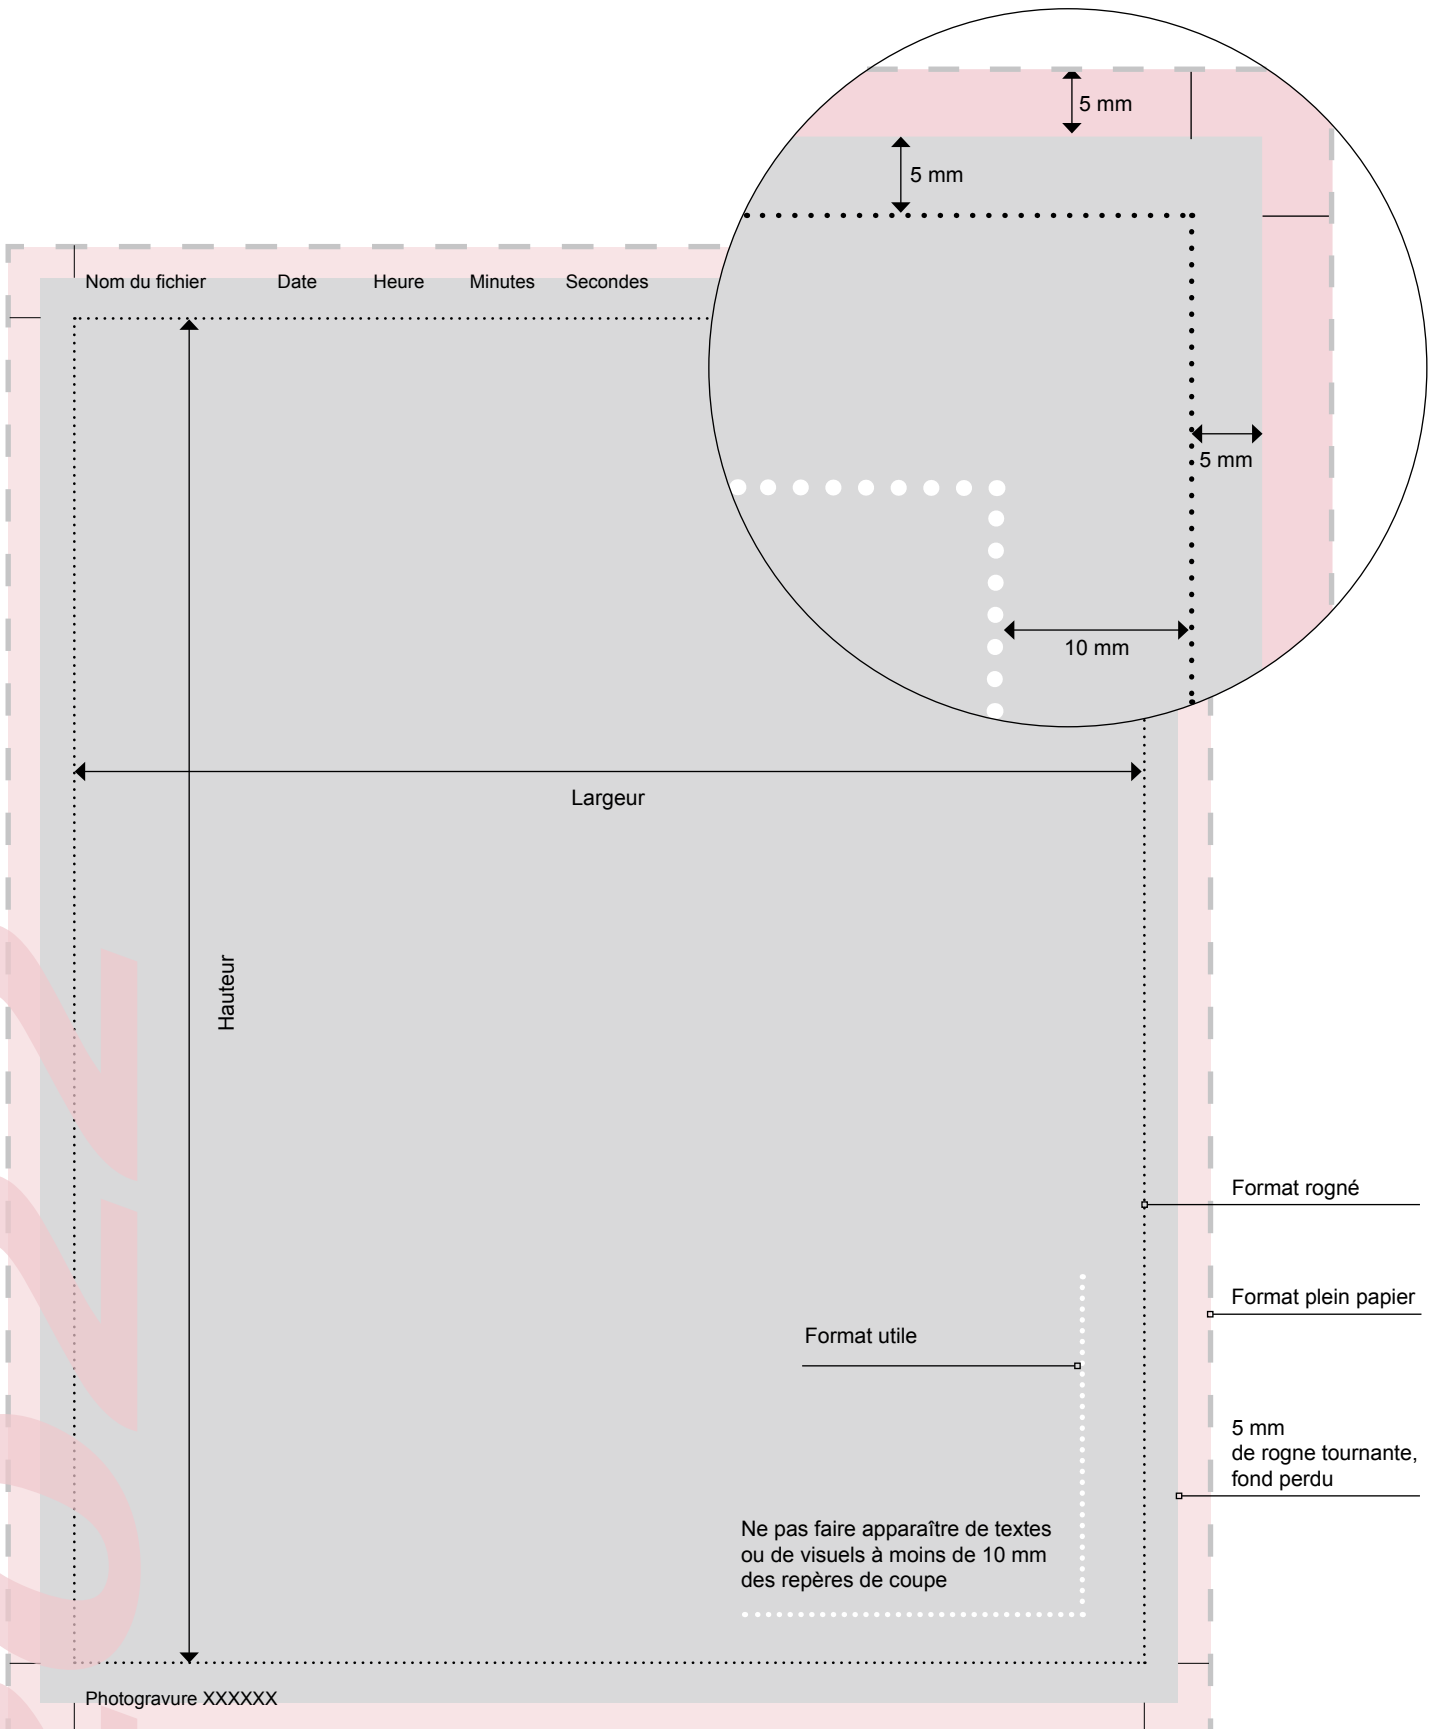 5 mm
5 mm
Nom du fichier Date Heure Minutes Secondes
5 mm
10 mm
Largeur
Hauteur
Format rogné
Format plein papier
Format utile
5 mm
de rogne tournante,
fond perdu
Ne pas faire apparaître de textes
ou de visuels à moins de 10 mm
des repères de coupe
Photogravure XXXXXX